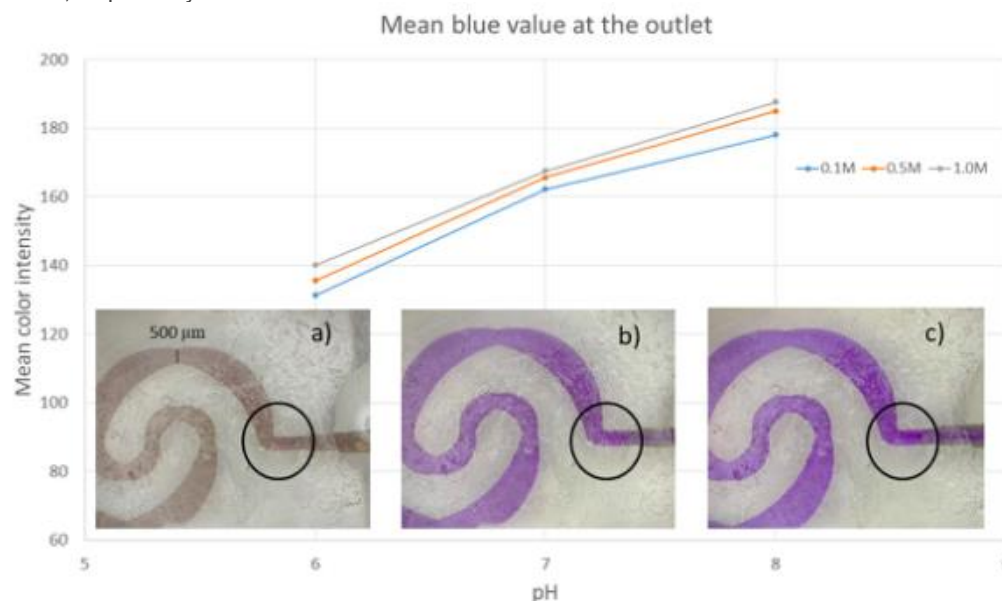 Mean blue value at the outlet
200
180
160
140
120
100
80
60
Mean color intensity
0.1M 0.5M 1.0M
500 μm
a)
b)
c)
5 6 7 8
pH